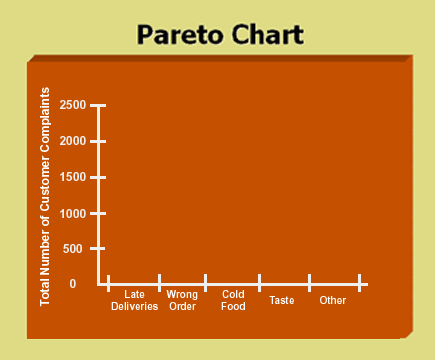 Pareto Chart
Total Number of Customer Complaints
2500
2000
1500
1000
500
0
Late
Deliveries
Wrong
Order
Cold
Food
Taste
Other